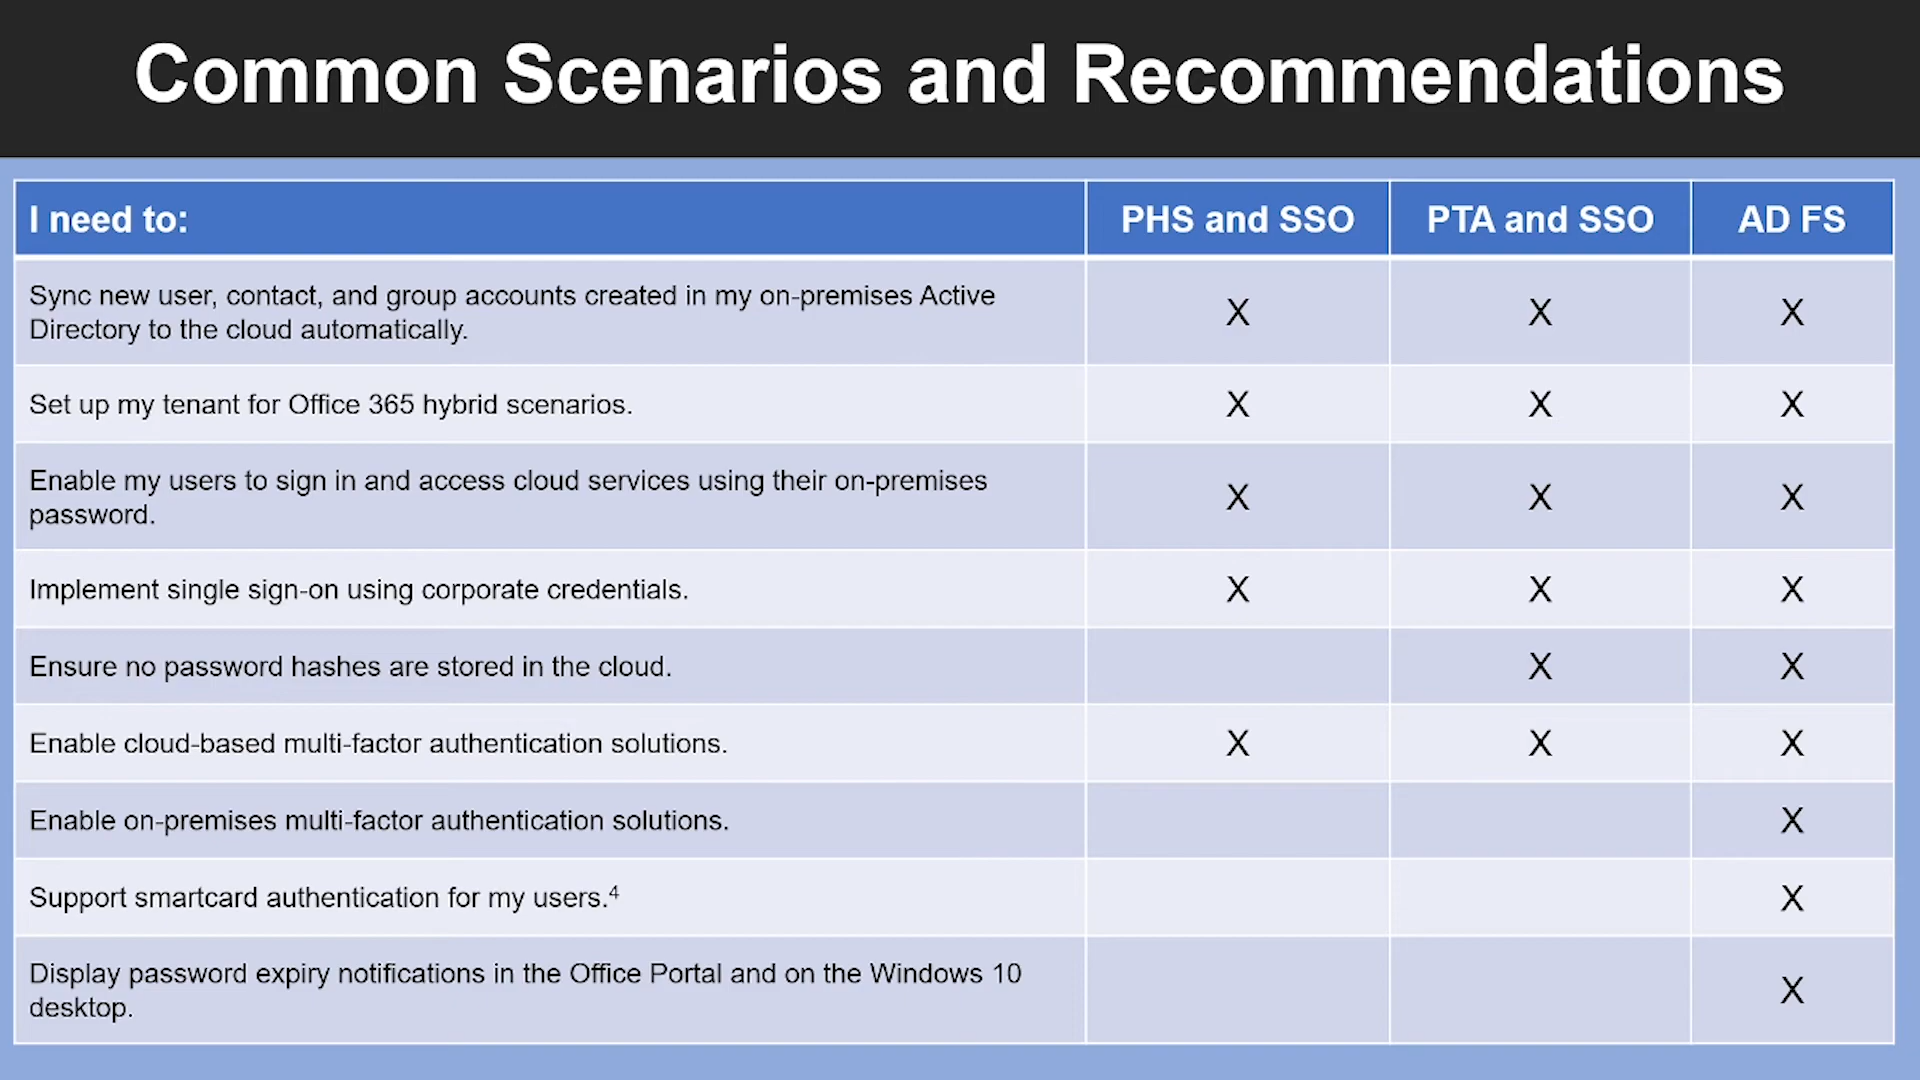 Common Scenarios and Recommendations
I need to:
PHS and SSO
PTA and SSO
AD FS
Sync new user, contact, and group accounts created in my on-premises Active
Directory to the cloud automatically.
X
X
X
Set up my tenant for Office 365 hybrid scenarios.
X
X
X
Enable my users to sign in and access cloud services using their on-premises
password.
X
X
X
Implement single sign-on using corporate credentials.
X
X
X
Ensure no password hashes are stored in the cloud.
X
X
Enable cloud-based multi-factor authentication solutions.
X
X
X
Enable on-premises multi-factor authentication solutions.
X
Support smartcard authentication for my users.⁴
X
Display password expiry notifications in the Office Portal and on the Windows 10
desktop.
X